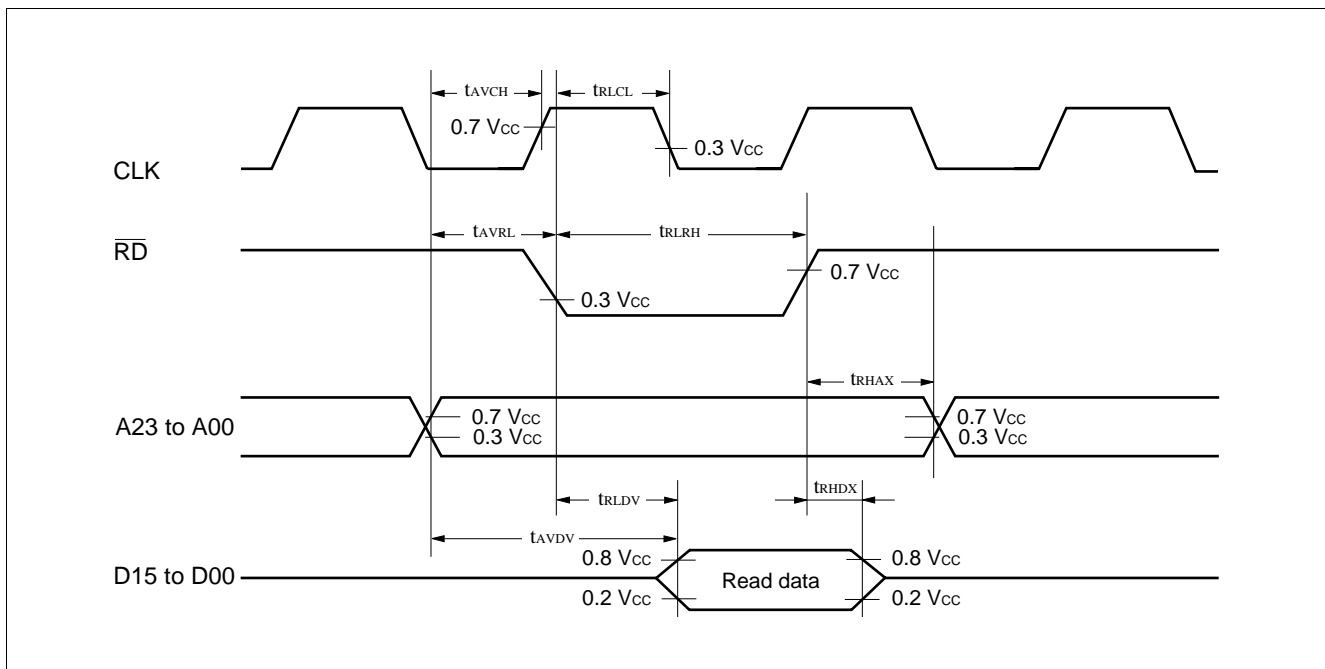 tAVCH
tRLCL
0.7 VCC
0.3 VCC
CLK
tAVRL
tRLRH
RD
0.7 VCC
0.3 VCC
tRHAX
A23 to A00
0.7 VCC
0.3 VCC
0.7 VCC
0.3 VCC
tRLDV
tRHDX
tAVDV
0.8 VCC
0.8 VCC
D15 to D00
Read data
0.2 VCC
0.2 VCC